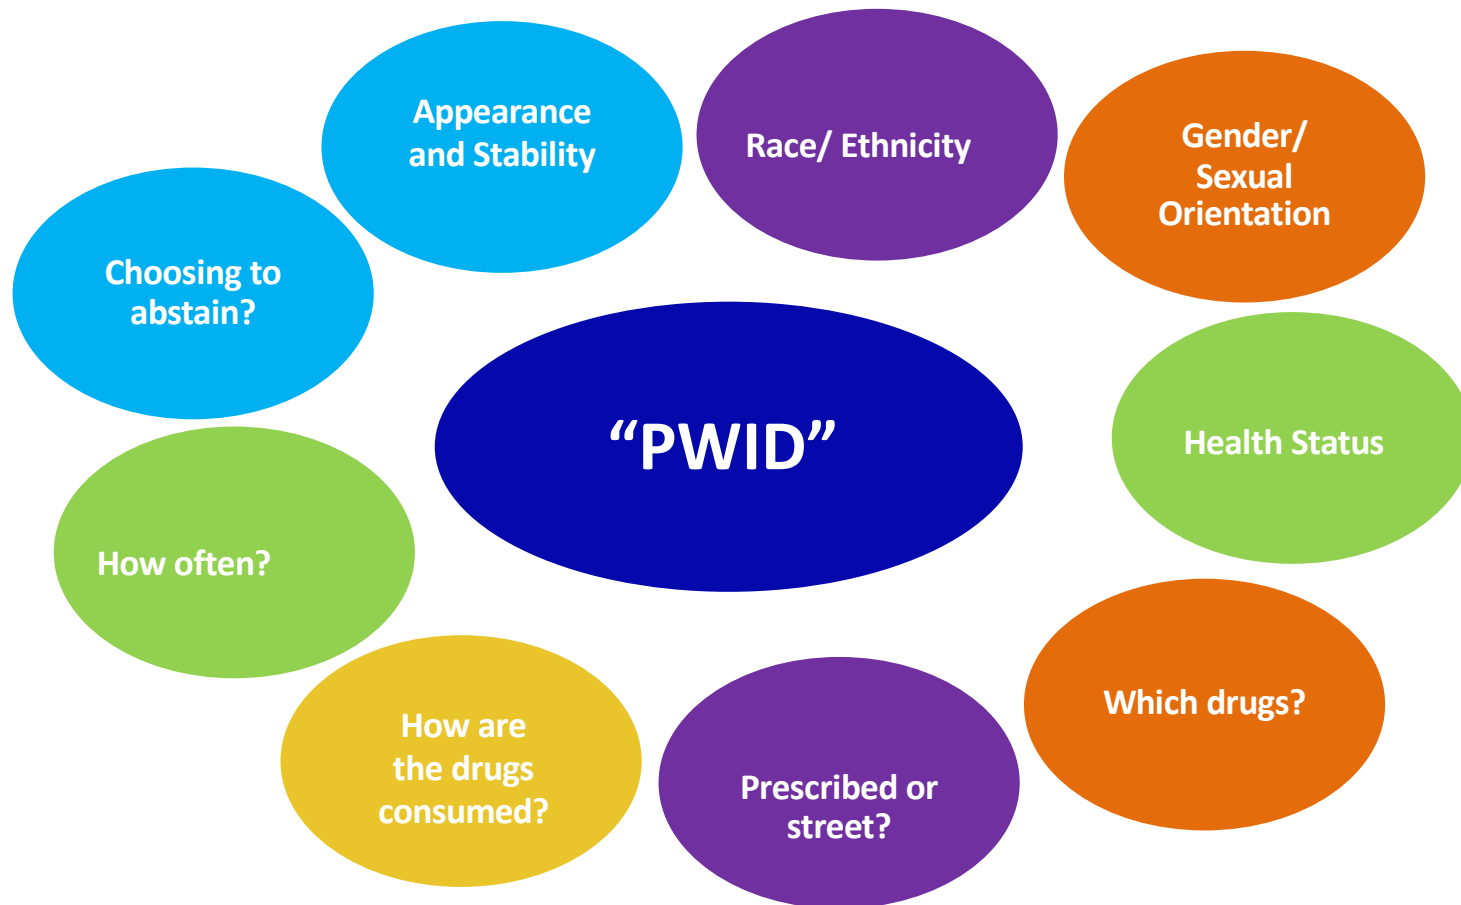 Appearance
and Stability
Race/ Ethnicity
Gender/
Sexual
Orientation
Choosing to
abstain?
“PWID”
Health Status
How often?
Which drugs?
How are
the drugs
consumed?
Prescribed or
street?